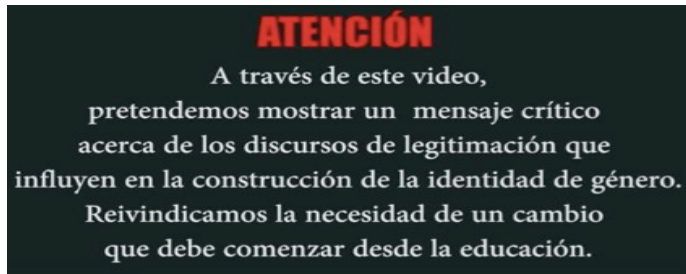 ATENCIÓN
A través de este video,
pretendemos mostrar un mensaje crítico
acerca de los discursos de legitimación que
influyen en la construcción de la identidad de género.
Reivindicamos la necesidad de un cambio
que debe comenzar desde la educación.